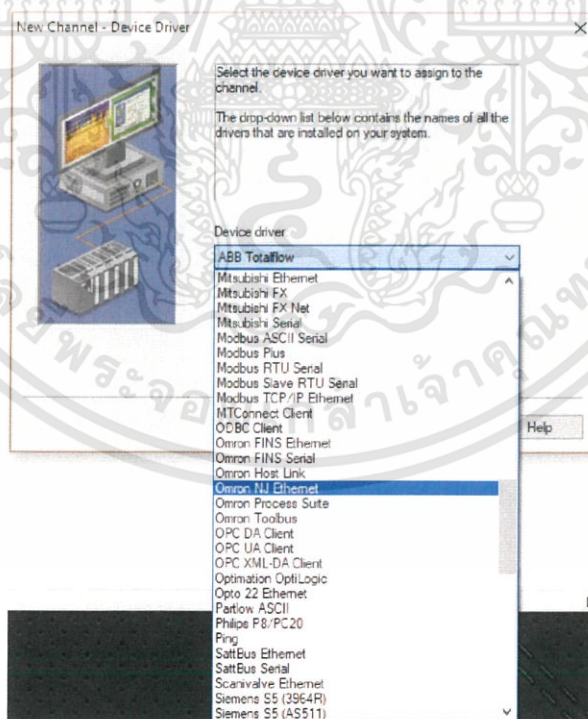 New Channel - Device Driver
Select the device driver you want to assign to the
channel.
The drop-down list below contains the names of all the
drivers that are installed on your system.
Device driver
ABB Totalflow
Mitsubishi Ethernet
Mitsubishi FX
Mitsubishi FX Net
Mitsubishi Serial
Modbus ASCII Serial
Modbus Plus
Modbus RTU Serial
Modbus Slave RTU Serial
Modbus TCP/IP Ethernet
MTConnect Client
ODBC Client
Help
Omron FINS Ethernet
Omron FINS Serial
Omron Host Link
Omron NJ Ethernet
Omron Process Suite
Omron Toolbus
OPC DA Client
OPC UA Client
OPC XML-DA Client
Optimation OptiLogic
Opto 22 Ethernet
Partlow ASCII
Philips P8/PC20
Ping
SattBus Ethernet
SattBus Serial
Scanivalve Ethernet
Siemens S5 (3964R)
Siemens S5 (AS511)